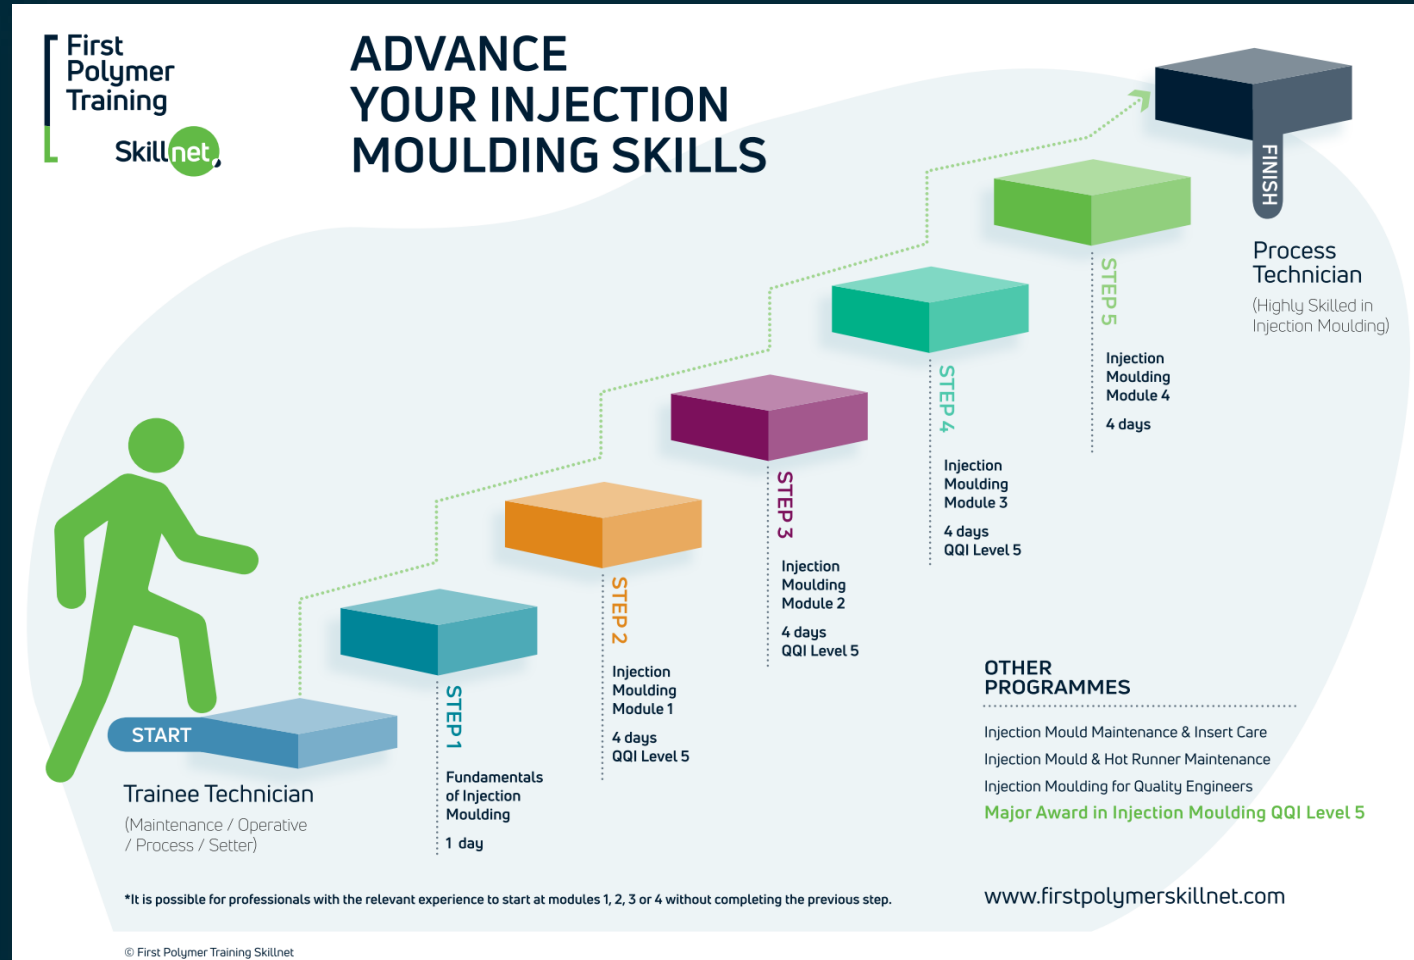 First
Polymer
Training
Skillnet
ADVANCE
YOUR INJECTION
MOULDING SKILLS
START
Trainee Technician
(Maintenance / Operative
/ Process / Setter)
STEP 1
Fundamentals
of Injection
Moulding
1 day
STEP 2
Injection
Moulding
Module 1
4 days
QQI Level 5
STEP 3
Injection
Moulding
Module 2
4 days
QQI Level 5
STEP 4
Injection
Moulding
Module 3
4 days
QQI Level 5
STEP 5
Injection
Moulding
Module 4
4 days
FINISH
Process
Technician
(Highly Skilled in
Injection Moulding)
OTHER
PROGRAMMES
Injection Mould Maintenance & Insert Care
Injection Mould & Hot Runner Maintenance
Injection Moulding for Quality Engineers
Major Award in Injection Moulding QQI Level 5
*It is possible for professionals with the relevant experience to start at modules 1, 2, 3 or 4 without completing the previous step.
www.firstpolymerskillnet.com
© First Polymer Training Skillnet